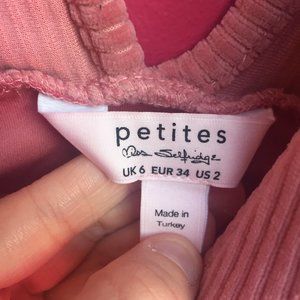 petites
Miss Selfridge
UK 6 EUR 34 US 2
Made in
Turkey